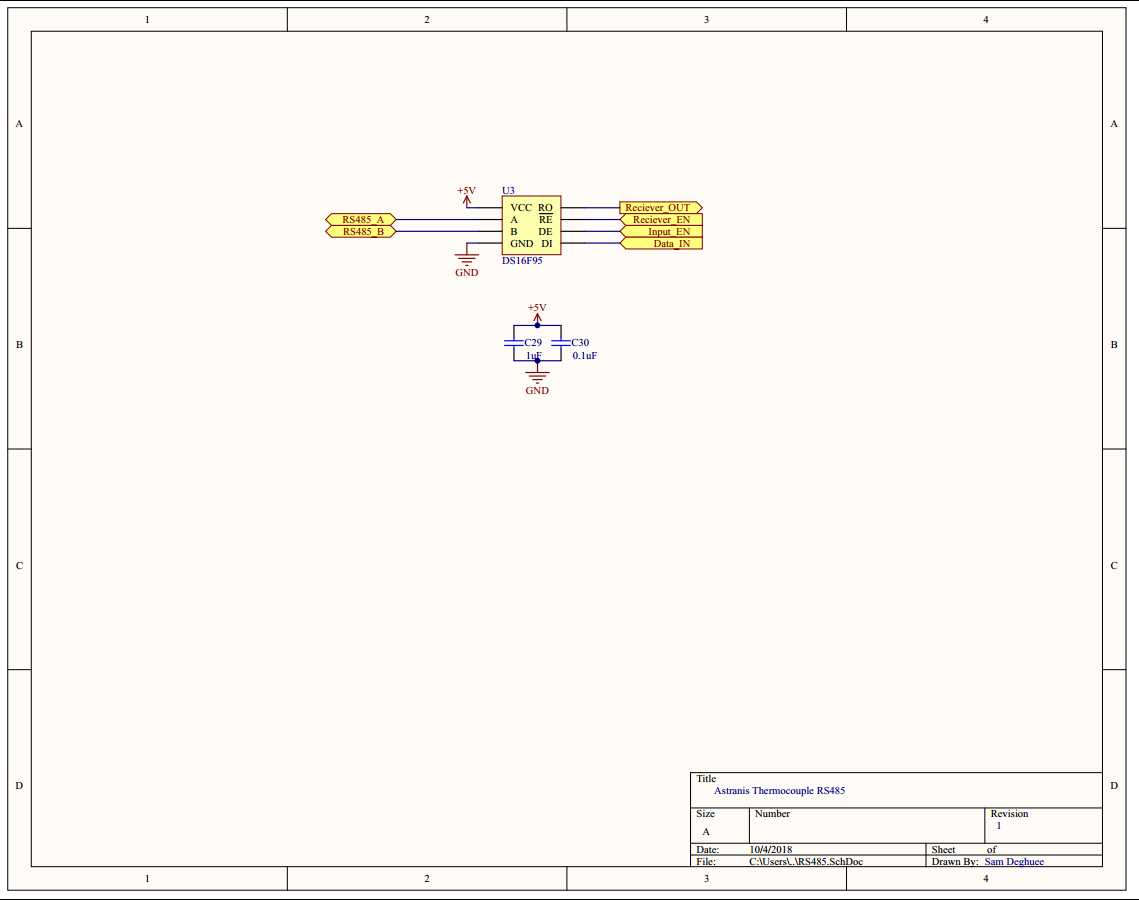 1 2 3 4
A A
+5V U3
VCC RO Reciever_OUT
RS485_A A RE Reciever_EN
RS485_B B DE Input_EN
GND DI Data_IN
DS16F95
GND
+5V
B B
C29 C30
1uF 0.1uF
GND
C C
Title
Astranis Thermocouple RS485
D D
Size Number Revision
A 1
Date: 10/4/2018 Sheet of
File: C:\Users\..\RS485.SchDoc Drawn By: Sam Deghuee
1 2 3 4